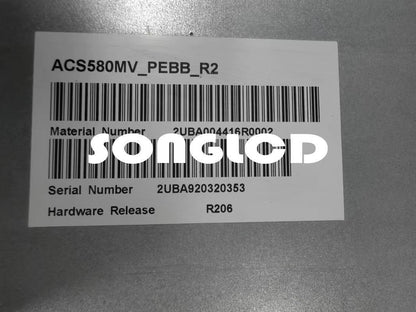 ACS580MV_PEBB_R2
Material Number 2UBA004416R0002
SONGLCD
Serial Number 2UBA920320353
Hardware Release R206